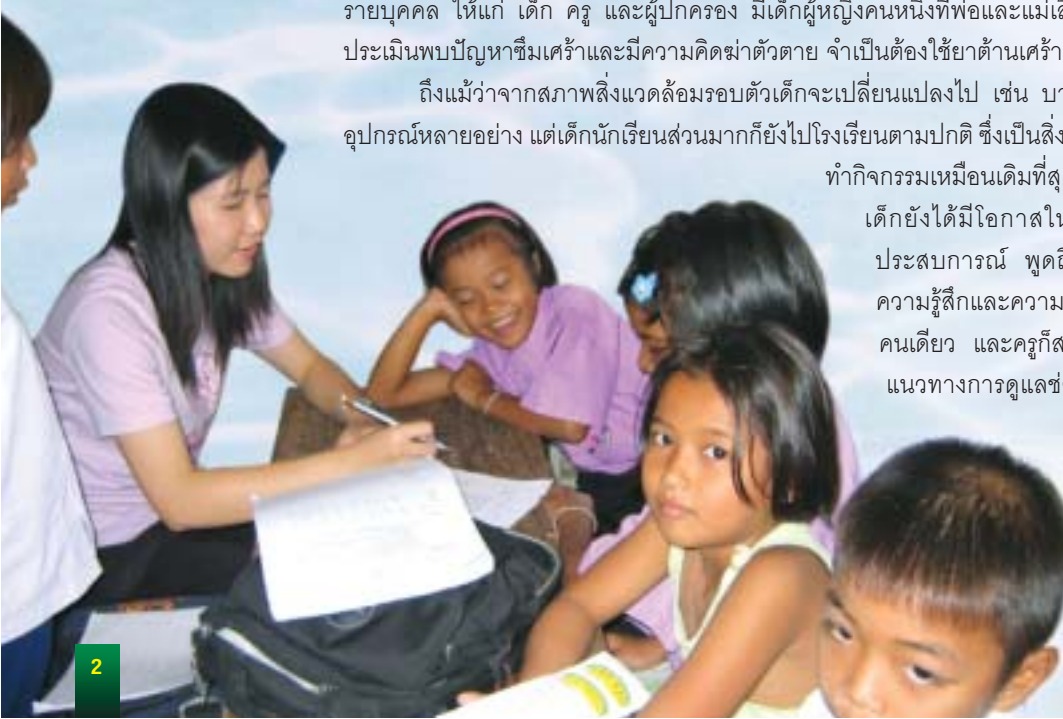 รายบุคคล ให้แก่ เด็ก ครู และผู้ปกครอง มีเด็กผู้หญิงคนหนึ่งที่พ่อและแม่เส
ประเมินพบปัญหาซึมเศร้าและมีความคิดฆ่าตัวตาย จำเป็นต้องใช้ยาต้านเศร้า
ถึงแม้ว่าจากสภาพสิ่งแวดล้อมรอบตัวเด็กจะเปลี่ยนแปลงไป เช่น บา
อุปกรณ์หลายอย่าง แต่เด็กนักเรียนส่วนมากก็ยังไปโรงเรียนตามปกติ ซึ่งเป็นสิ่ง
ทำกิจกรรมเหมือนเดิมที่สุ
เด็กยังได้มีโอกาสใน
ประสบการณ์ พูดถึ
ความรู้สึกและความ
คนเดียว และครูก็ส
แนวทางการดูแลช่
2